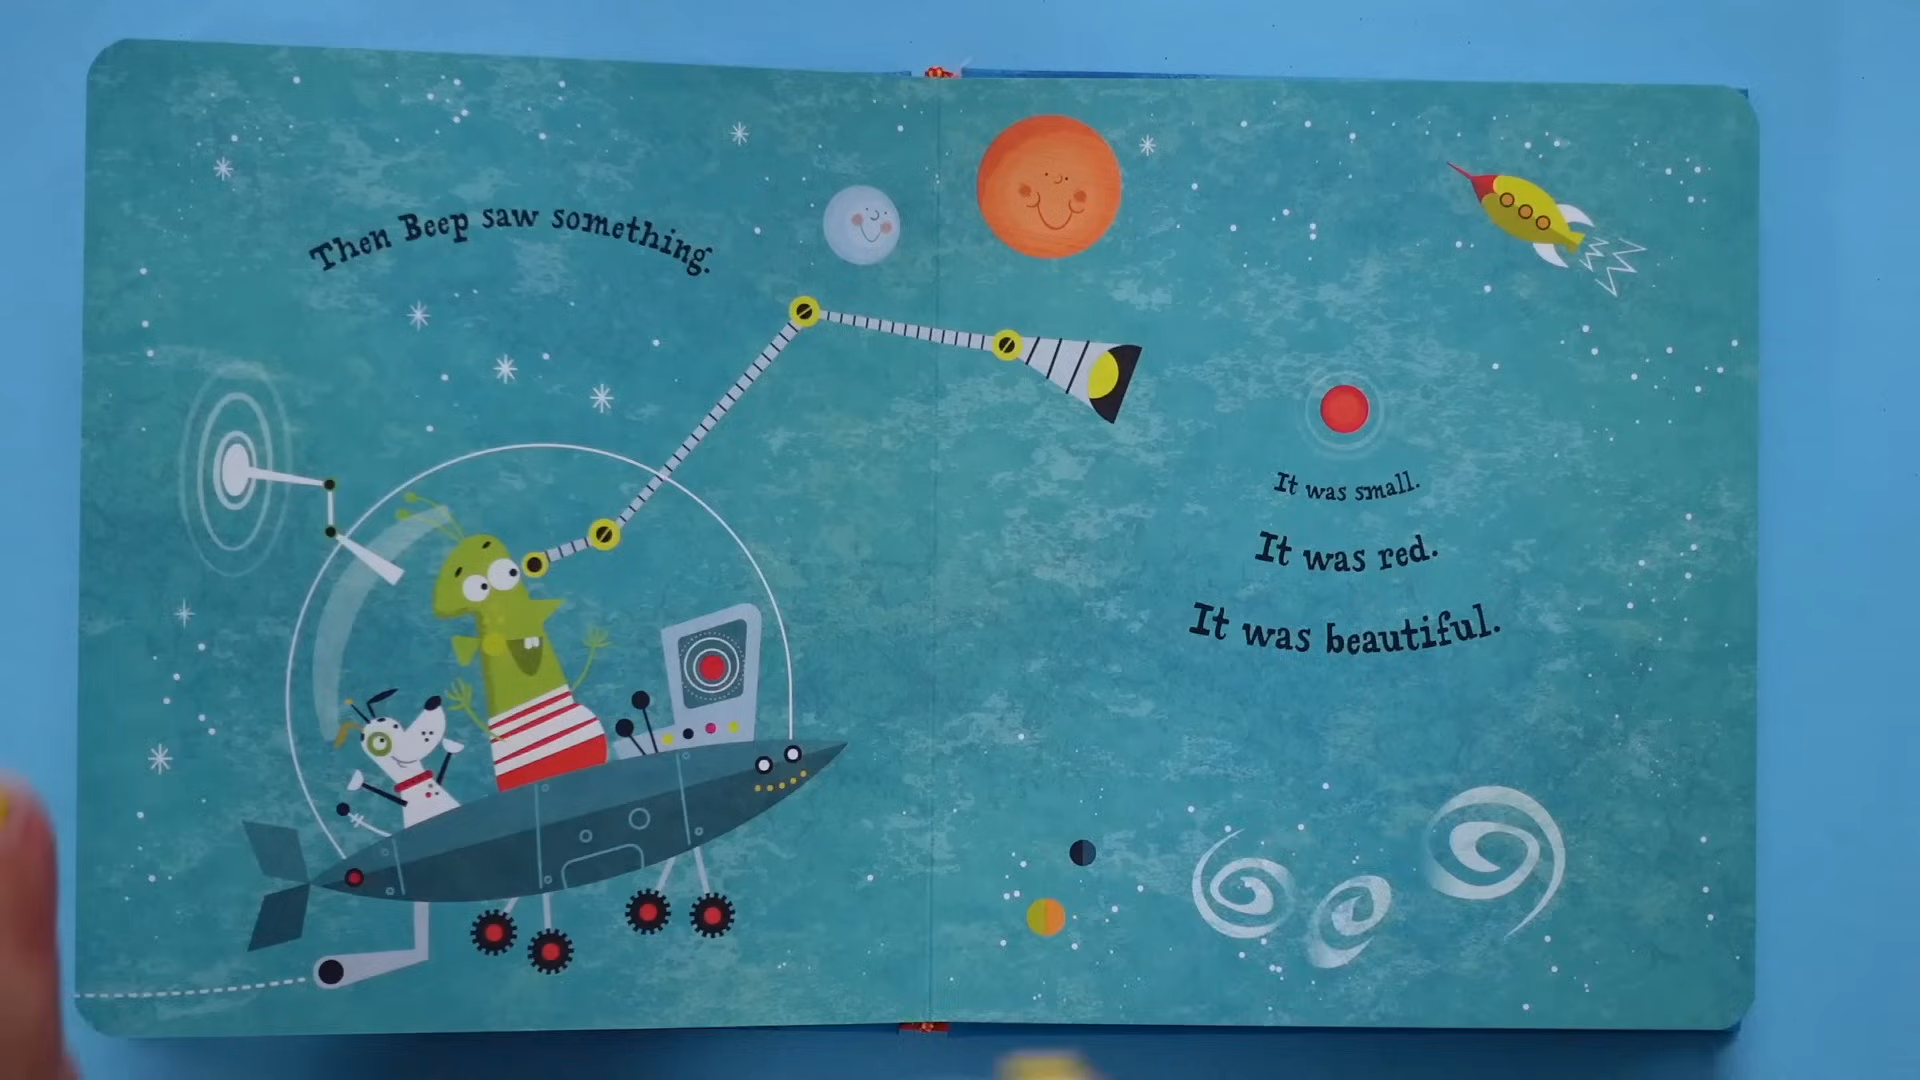 Then Beep saw something.
It was small.
It was red.
It was beautiful.